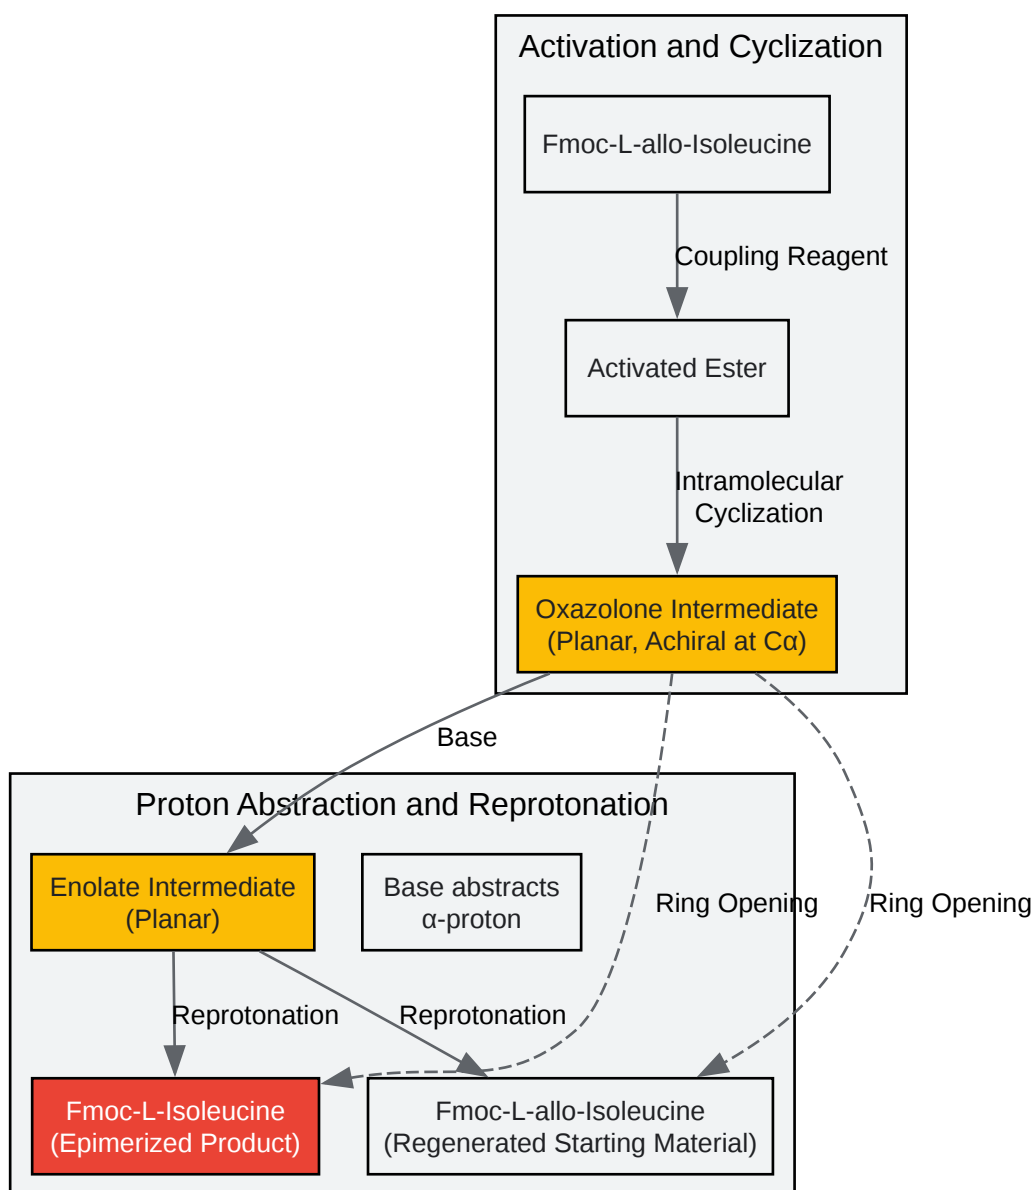 Activation and Cyclization
Fmoc-L-allo-Isoleucine
Coupling Reagent
Activated Ester
Intramolecular
Cyclization
Oxazolone Intermediate
(Planar, Achiral at Cα)
Base
Proton Abstraction and Reprotonation
Enolate Intermediate
(Planar)
Base abstracts
α-proton
Ring Opening
Ring Opening
Reprotonation
Reprotonation
Fmoc-L-Isoleucine
(Epimerized Product)
Fmoc-L-allo-Isoleucine
(Regenerated Starting Material)